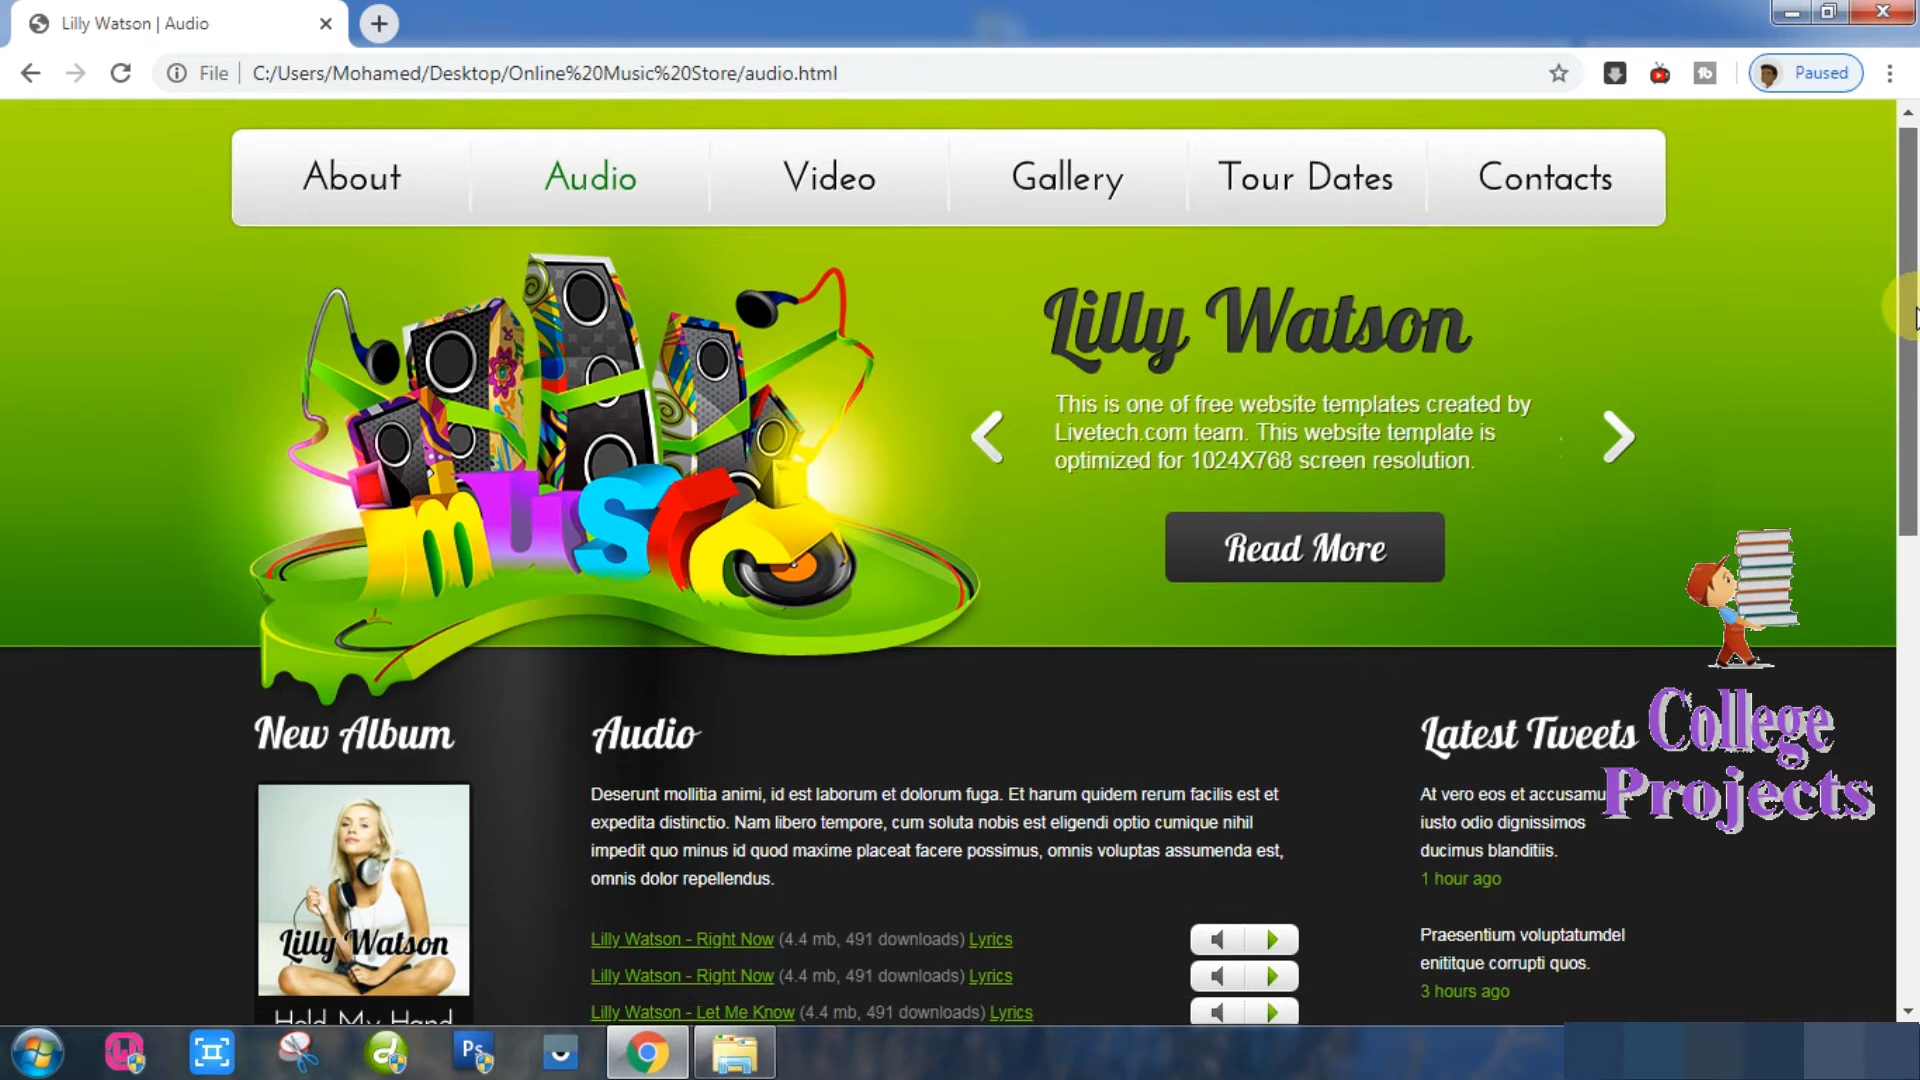 Lilly Watson | Audio
File
C:/Users/Mohamed/Desktop/Online%20Music%20Store/audio.html
Paused
About
Audio
Video
Gallery
Tour Dates
Contacts
music
Lilly Watson
This is one of free website templates created by
Livetech.com team. This website template is
optimized for 1024X768 screen resolution.
Read More
New Album
Lilly Watson
Hold My Hand
Audio
Deserunt mollitia animi, id est laborum et dolorum fuga. Et harum quidem rerum facilis est et
expedita distinctio. Nam libero tempore, cum soluta nobis est eligendi optio cumique nihil
impedit quo minus id quod maxime placeat facere possimus, omnis voluptas assumenda est,
omnis dolor repellendus.
Lilly Watson - Right Now (4.4 mb, 491 downloads) Lyrics
Lilly Watson - Right Now (4.4 mb, 491 downloads) Lyrics
Lilly Watson - Let Me Know (4.4 mb, 491 downloads) Lyrics
Latest Tweets
At vero eos et accusamu
iusto odio dignissimos
ducimus blanditiis.
1 hour ago
Praesentium voluptatumdel
enititque corrupti quos.
3 hours ago
College
Projects
Ps